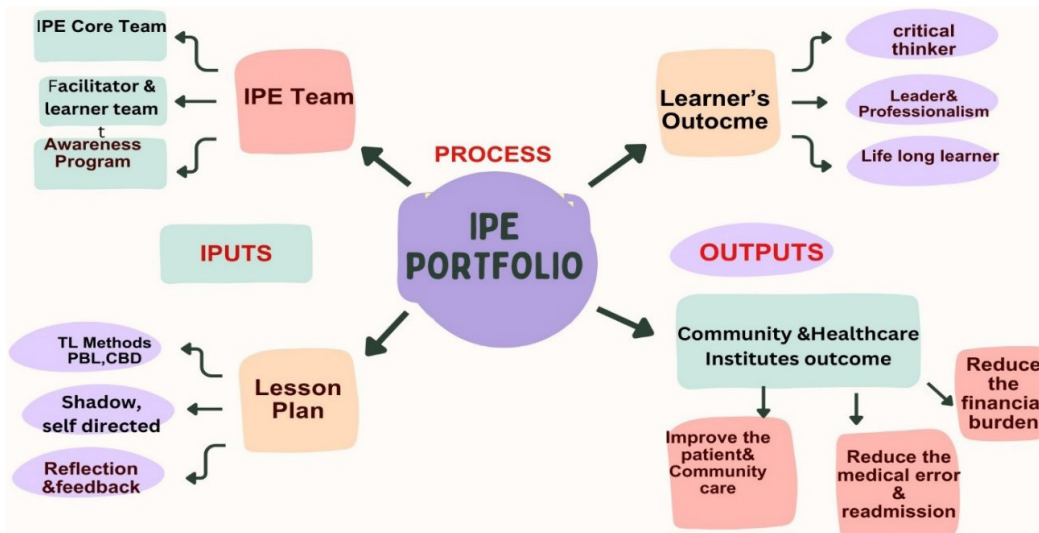 IPE Core Team
Facilitator &
learner team
t
Awareness
Program
IPE Team
PROCESS
IPE
PORTFOLIO
Learner's
Outocme
critical
thinker
Leader&
Professionalism
Life long learner
IPUTS
OUTPUTS
TL Methods
PBL,CBD
Shadow,
self directed
Reflection
&feedback
Lesson
Plan
Community &Healthcare
Institutes outcome
Improve the
patient&
Community
care
Reduce the
medical error
&
readmission
Reduce
the
financial
burden